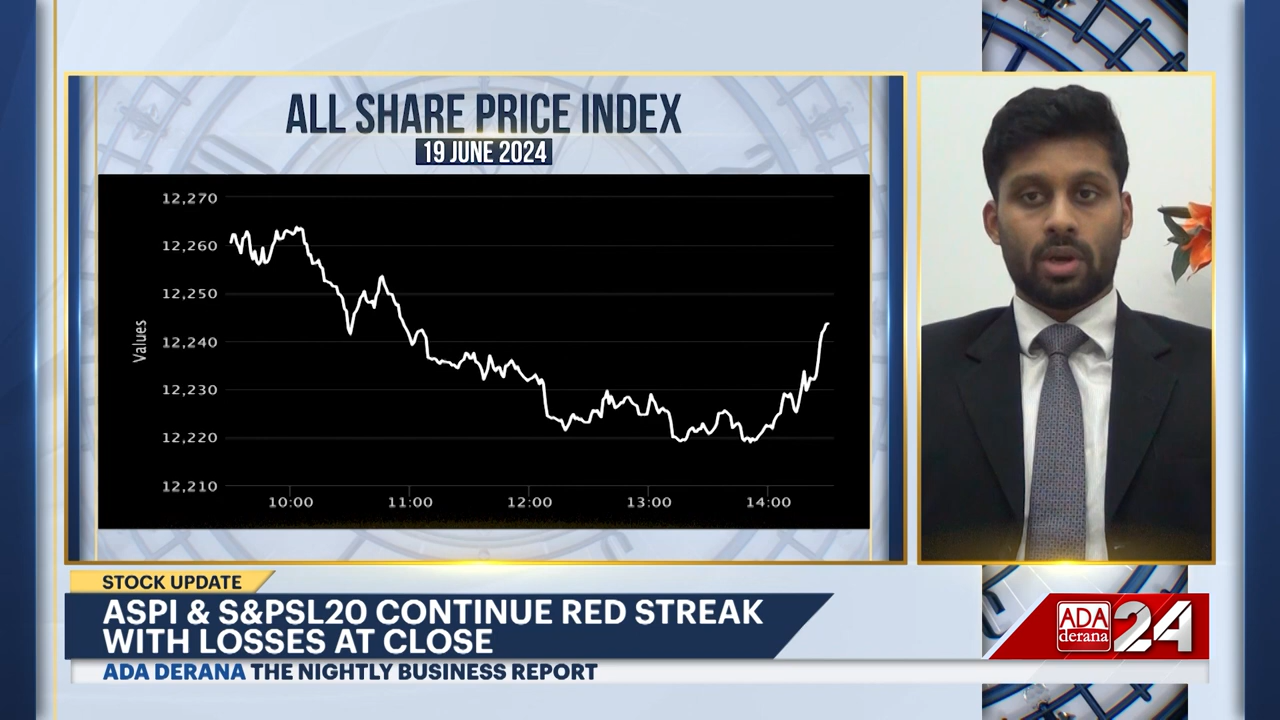 ALL SHARE PRICE INDEX
19 JUNE 2024
12,270
12,260
12,250
12,240
12,230
12,220
12,210
Values
10:00 11:00 12:00 13:00 14:00
STOCK UPDATE
ASPI & S&PSL20 CONTINUE RED STREAK
WITH LOSSES AT CLOSE
ADA DERANA THE NIGHTLY BUSINESS REPORT
ADA
derana
24